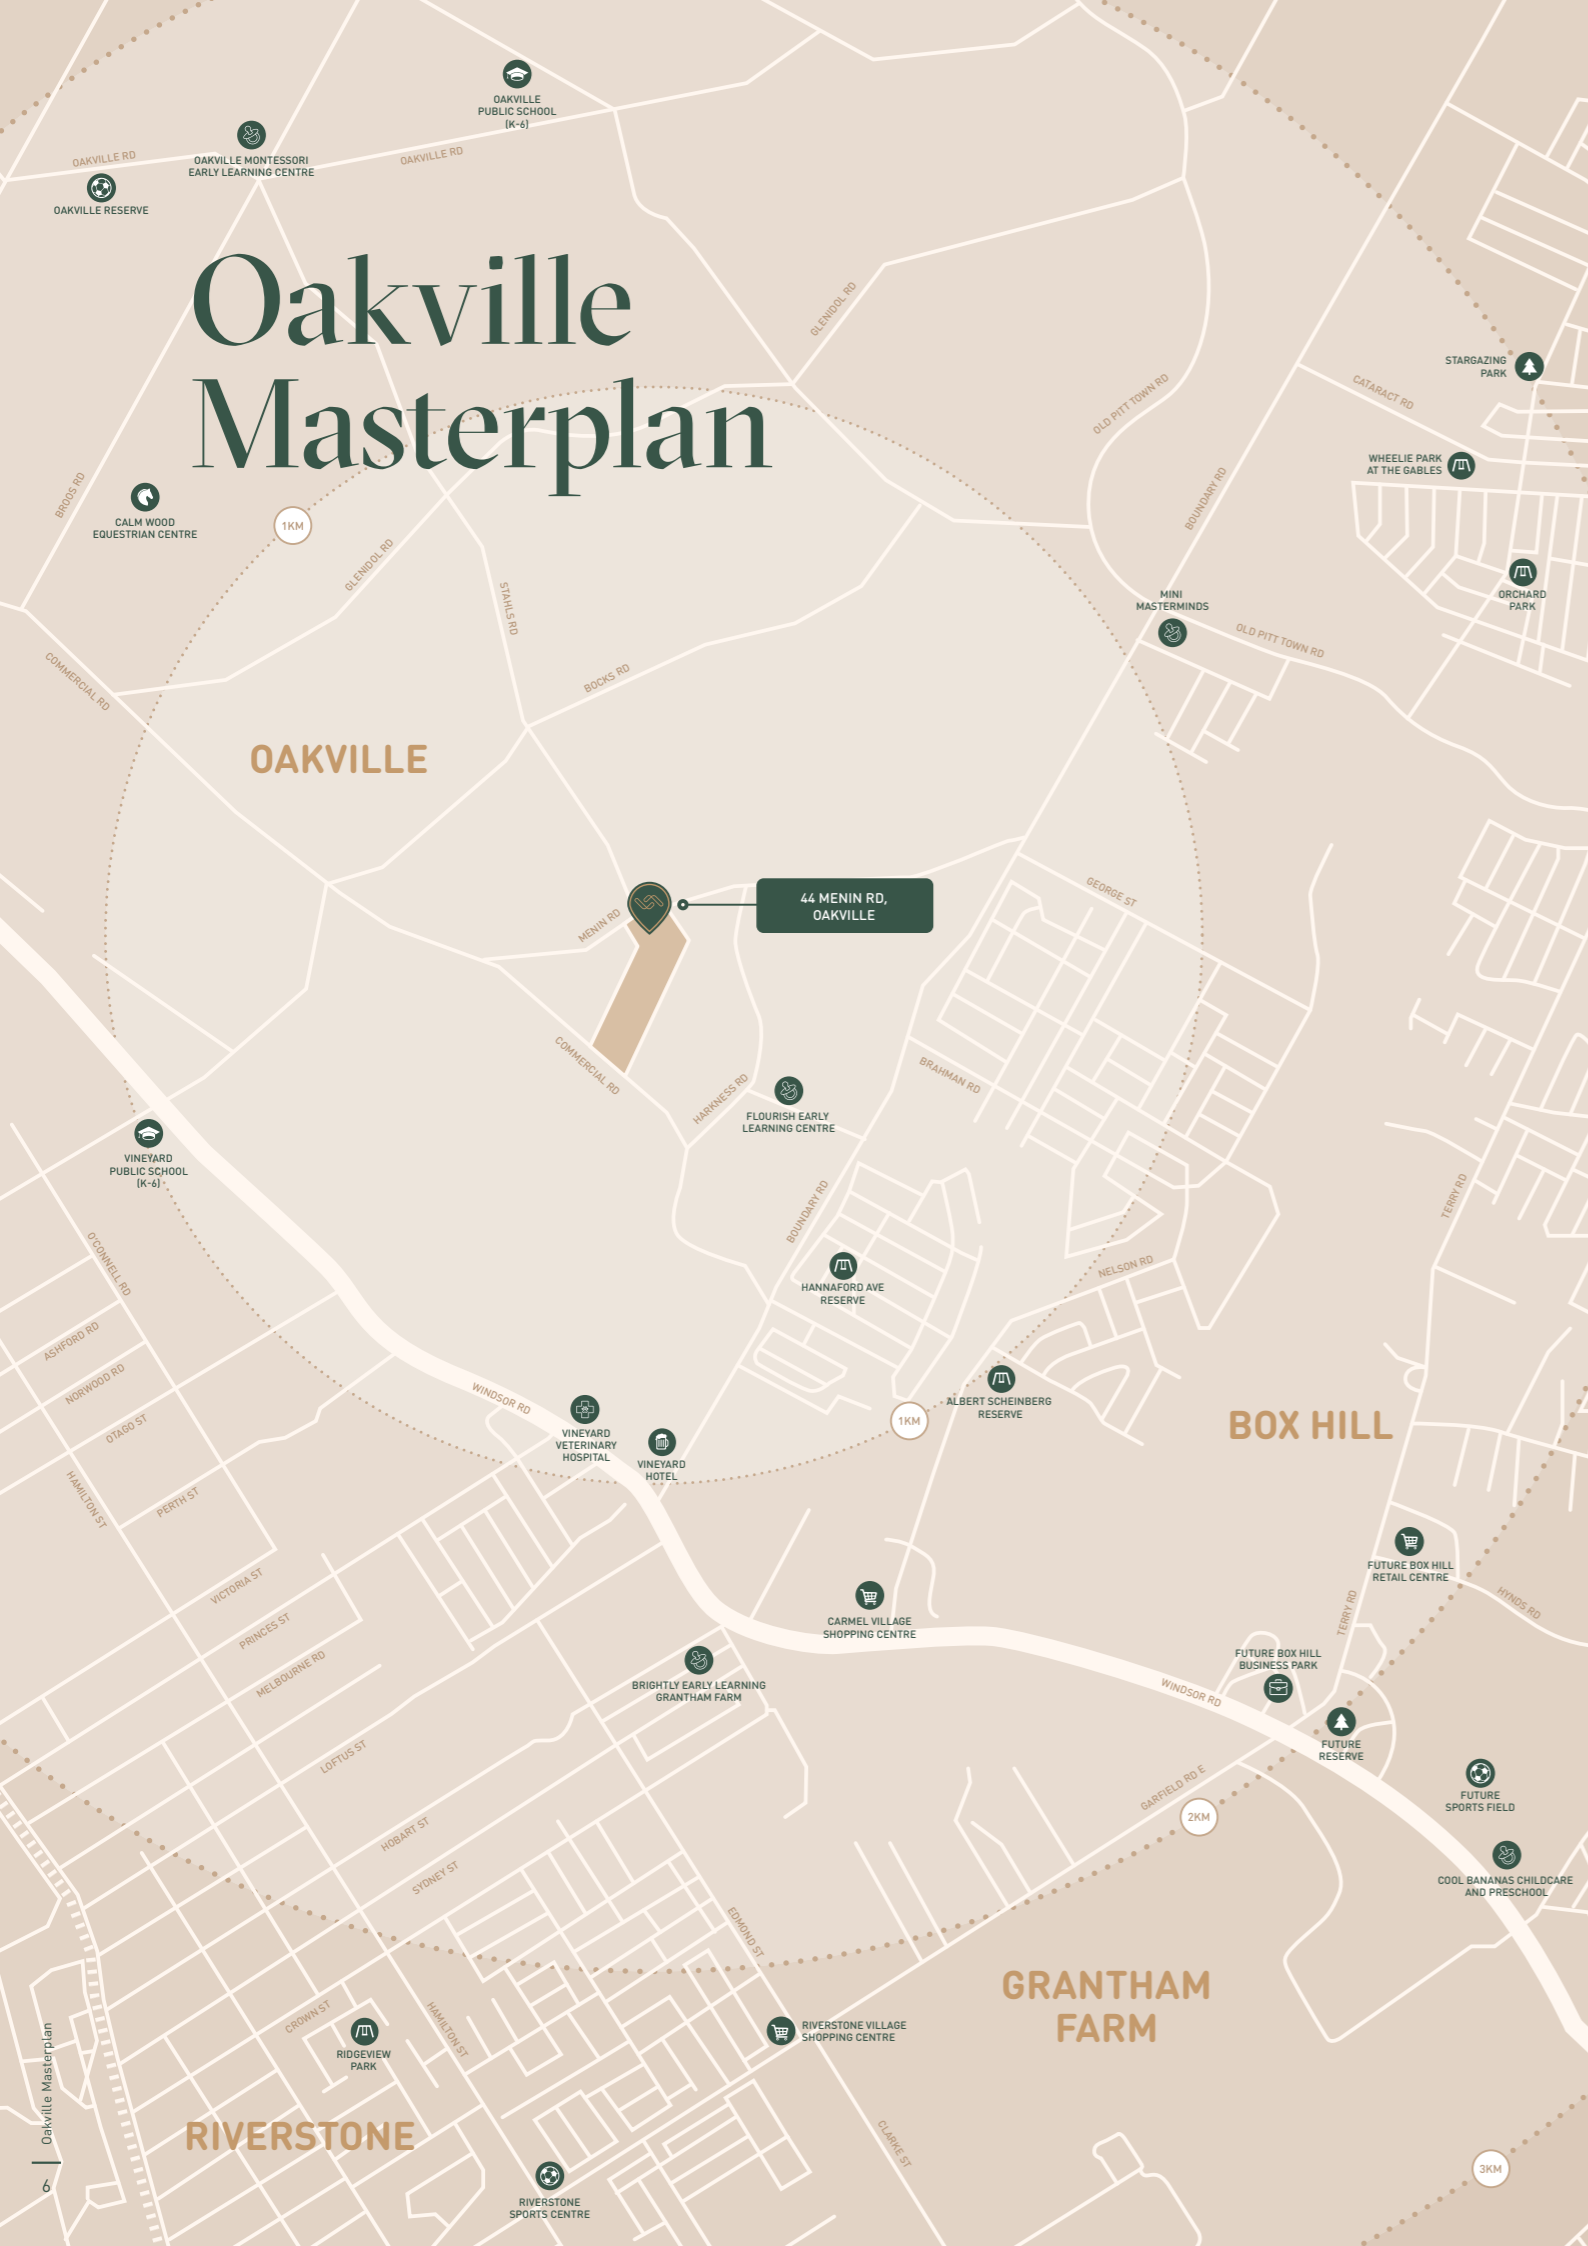 OAKVILLE
PUBLIC SCHOOL
(K-6)
OAKVILLE RD
OAKVILLE MONTESSORI
EARLY LEARNING CENTRE
OAKVILLE RD
OAKVILLE RESERVE
Oakville
Masterplan
GLENIDOL RD
STARGAZING
PARK
CATARACT RD
OLD PITT TOWN RD
WHEELIE PARK
AT THE GABLES
BOUNDARY RD
BROOS RD
CALM WOOD
EQUESTRIAN CENTRE
1KM
GLENIDOL RD
STAHLS RD
MINI
MASTERMINDS
ORCHARD
PARK
OLD PITT TOWN RD
COMMERCIAL RD
BOCKS RD
OAKVILLE
44 MENIN RD,
OAKVILLE
MENIN RD
GEORGE ST
COMMERCIAL RD
HARKNESS RD
BRAHMAN RD
FLOURISH EARLY
LEARNING CENTRE
VINEYARD
PUBLIC SCHOOL
(K-6)
BOUNDARY RD
TERRY RD
O'CONNELL RD
NELSON RD
HANNAFORD AVE
RESERVE
ASHFORD RD
NORWOOD RD
WINDSOR RD
ALBERT SCHEINBERG
RESERVE
1KM
BOX HILL
OTAGO ST
VINEYARD
VETERINARY
HOSPITAL
VINEYARD
HOTEL
HAMILTON ST
PERTH ST
FUTURE BOX HILL
RETAIL CENTRE
VICTORIA ST
HYNDS RD
TERRY RD
CARMEL VILLAGE
SHOPPING CENTRE
PRINCES ST
FUTURE BOX HILL
BUSINESS PARK
MELBOURNE RD
BRIGHTLY EARLY LEARNING
GRANTHAM FARM
WINDSOR RD
FUTURE
RESERVE
LOFTUS ST
GARFIELD RD E
FUTURE
SPORTS FIELD
2KM
HOBART ST
SYDNEY ST
COOL BANANAS CHILDCARE
AND PRESCHOOL
EDMOND ST
GRANTHAM
FARM
CROWN ST
HAMILTON ST
RIVERSTONE VILLAGE
SHOPPING CENTRE
RIDGEVIEW
PARK
Oakville Masterplan
RIVERSTONE
CLARKE ST
3KM
6
RIVERSTONE
SPORTS CENTRE